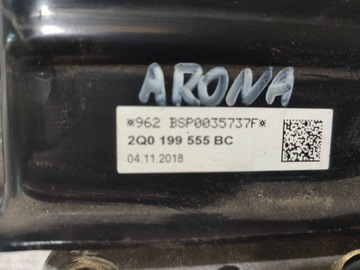 ARONA
*962 BSP0035737F*
2Q0 199 555 BC
04.11.2018